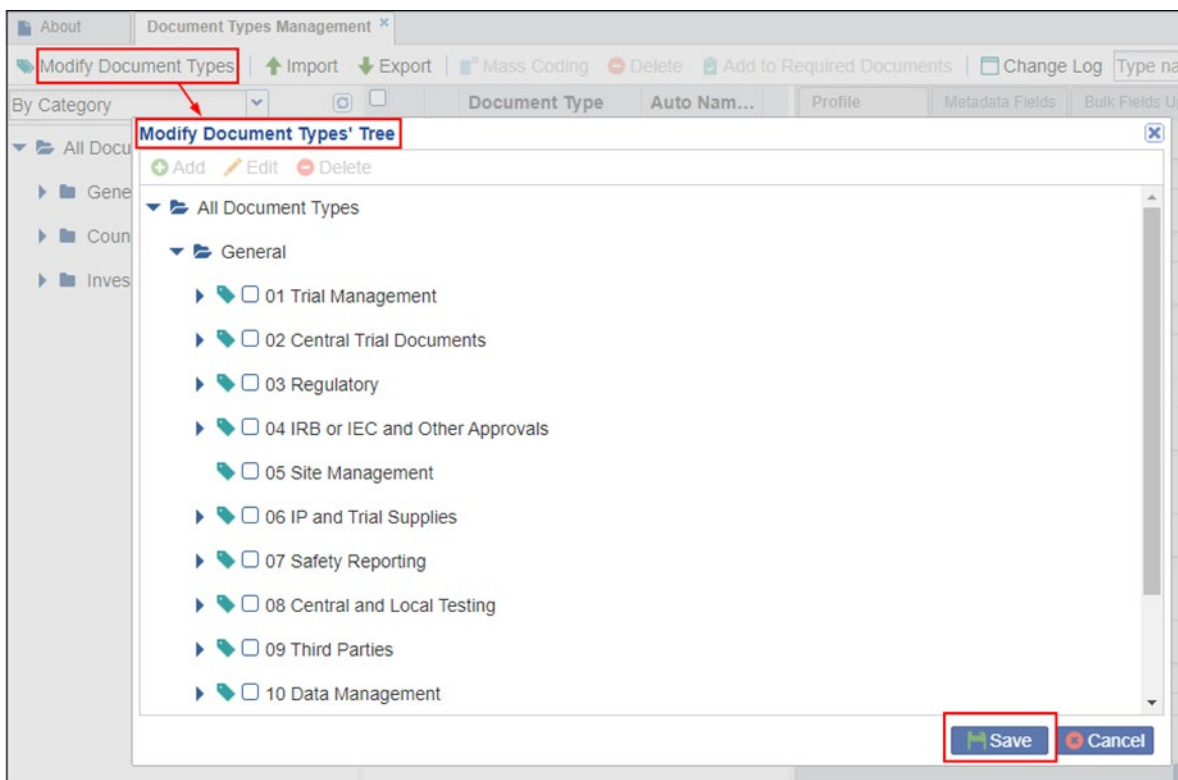 About Document Types Management
Modify Document Types Import Export Mass Coding Delete Add to Required Documents Change Log Type na
By Category Document Type Auto Nam... Profile Metadata Fields Bulk Fields U
All Docu
Gene
Coun
Inves
Modify Document Types' Tree
Add Edit Delete
All Document Types
General
01 Trial Management
02 Central Trial Documents
03 Regulatory
04 IRB or IEC and Other Approvals
05 Site Management
06 IP and Trial Supplies
07 Safety Reporting
08 Central and Local Testing
09 Third Parties
10 Data Management
Save Cancel